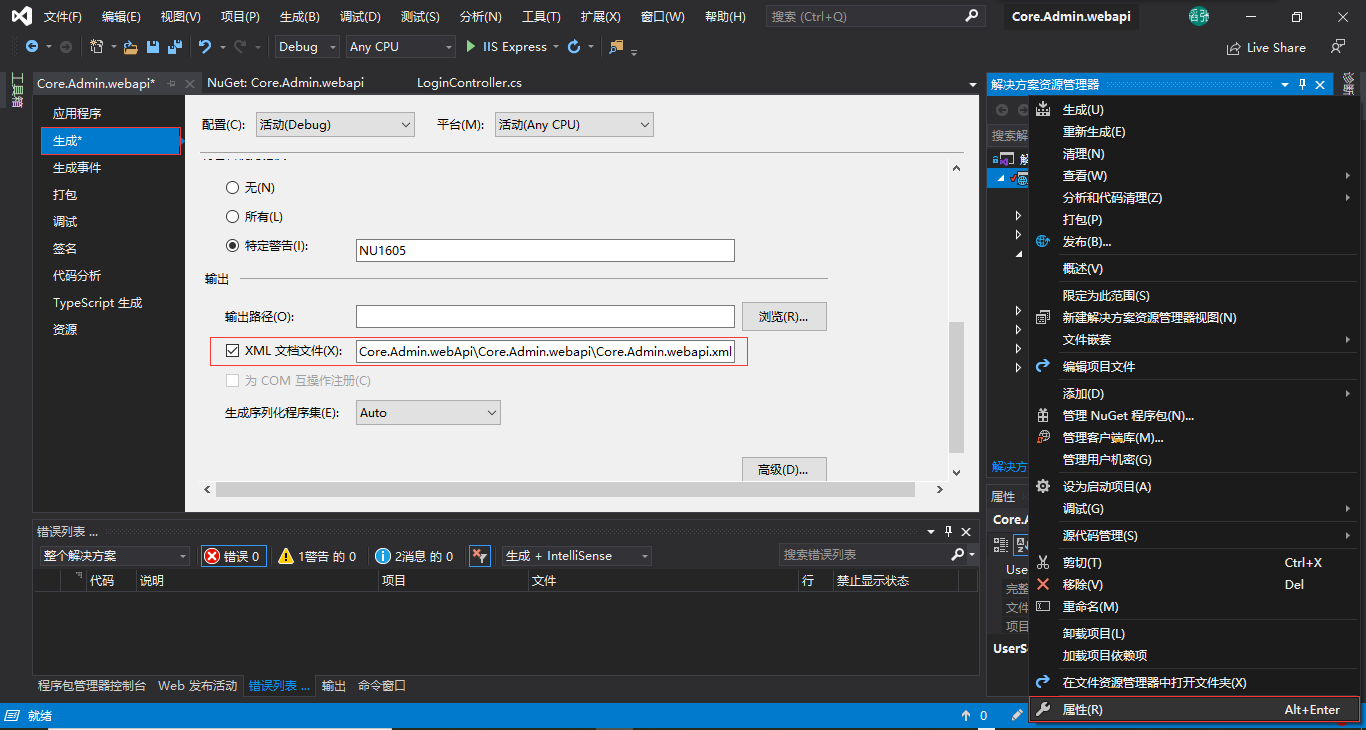 文件(F) 编辑(E) 视图(V) 项目(P) 生成(B) 调试(D) 测试(S) 分析(N) 工具(T) 扩展(X) 窗口(W) 帮助(H) 搜索 (Ctrl+Q) Core.Admin.webapi
Debug Any CPU IIS Express Live Share
工具箱
Core.Admin.webapi* NuGet: Core.Admin.webapi LoginController.cs
应用程序
生成*
生成事件
打包
调试
签名
代码分析
TypeScript 生成
资源
配置(C): 活动(Debug) 平台(M): 活动(Any CPU)
无(N)
所有(L)
特定警告(I): NU1605
输出
输出路径(O): 浏览(R)...
XML 文档文件(X): Core.Admin.webApi\Core.Admin.webapi\Core.Admin.webapi.xml
为 COM 互操作注册(C)
生成序列化程序集(E): Auto
高级(D)...
解决方案资源管理器
诊断
搜索解
解
解决方
属性
Core.A
Use
完整
文件
项目
UserSe
生成(U)
重新生成(E)
清理(N)
查看(W)
分析和代码清理(Z)
打包(P)
发布(B)...
概述(V)
限定为此范围(S)
新建解决方案资源管理器视图(N)
文件嵌套
编辑项目文件
添加(D)
管理 NuGet 程序包(N)...
管理客户端库(M)...
管理用户机密(G)
设为启动项目(A)
调试(G)
源代码管理(S)
剪切(T) Ctrl+X
移除(V) Del
重命名(M)
卸载项目(L)
加载项目依赖项
在文件资源管理器中打开文件夹(X)
属性(R) Alt+Enter
错误列表 ...
整个解决方案 错误 0 1警告 的 0 2消息 的 0 生成 + IntelliSense 搜索错误列表
代码 说明 项目 文件 行 禁止显示状态
程序包管理器控制台 Web 发布活动 错误列表 ... 输出 命令窗口
就绪 0